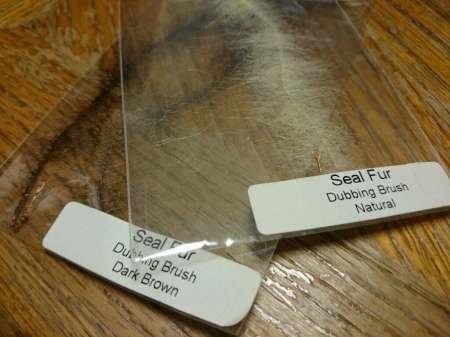 Seal Fur
Dubbing Brush
Natural
Seal Fur
Dubbing Brush
Dark Brown